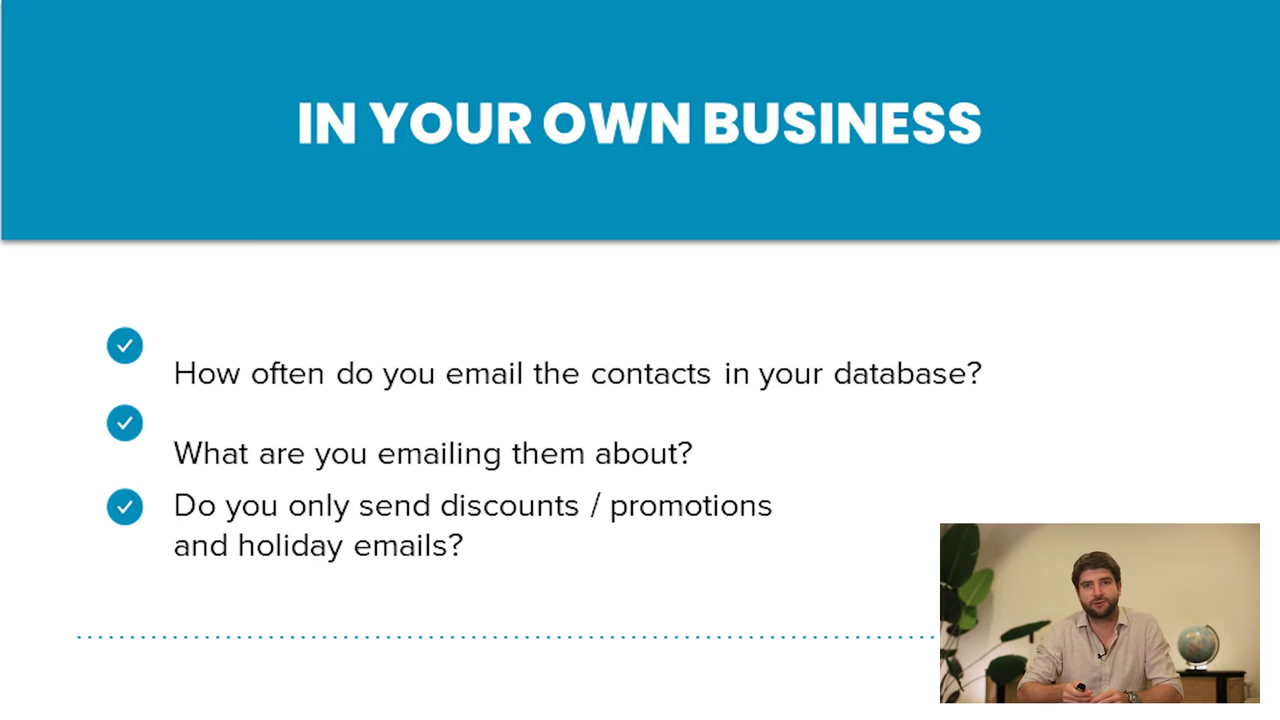 IN YOUR OWN BUSINESS
How often do you email the contacts in your database?
What are you emailing them about?
Do you only send discounts / promotions
and holiday emails?